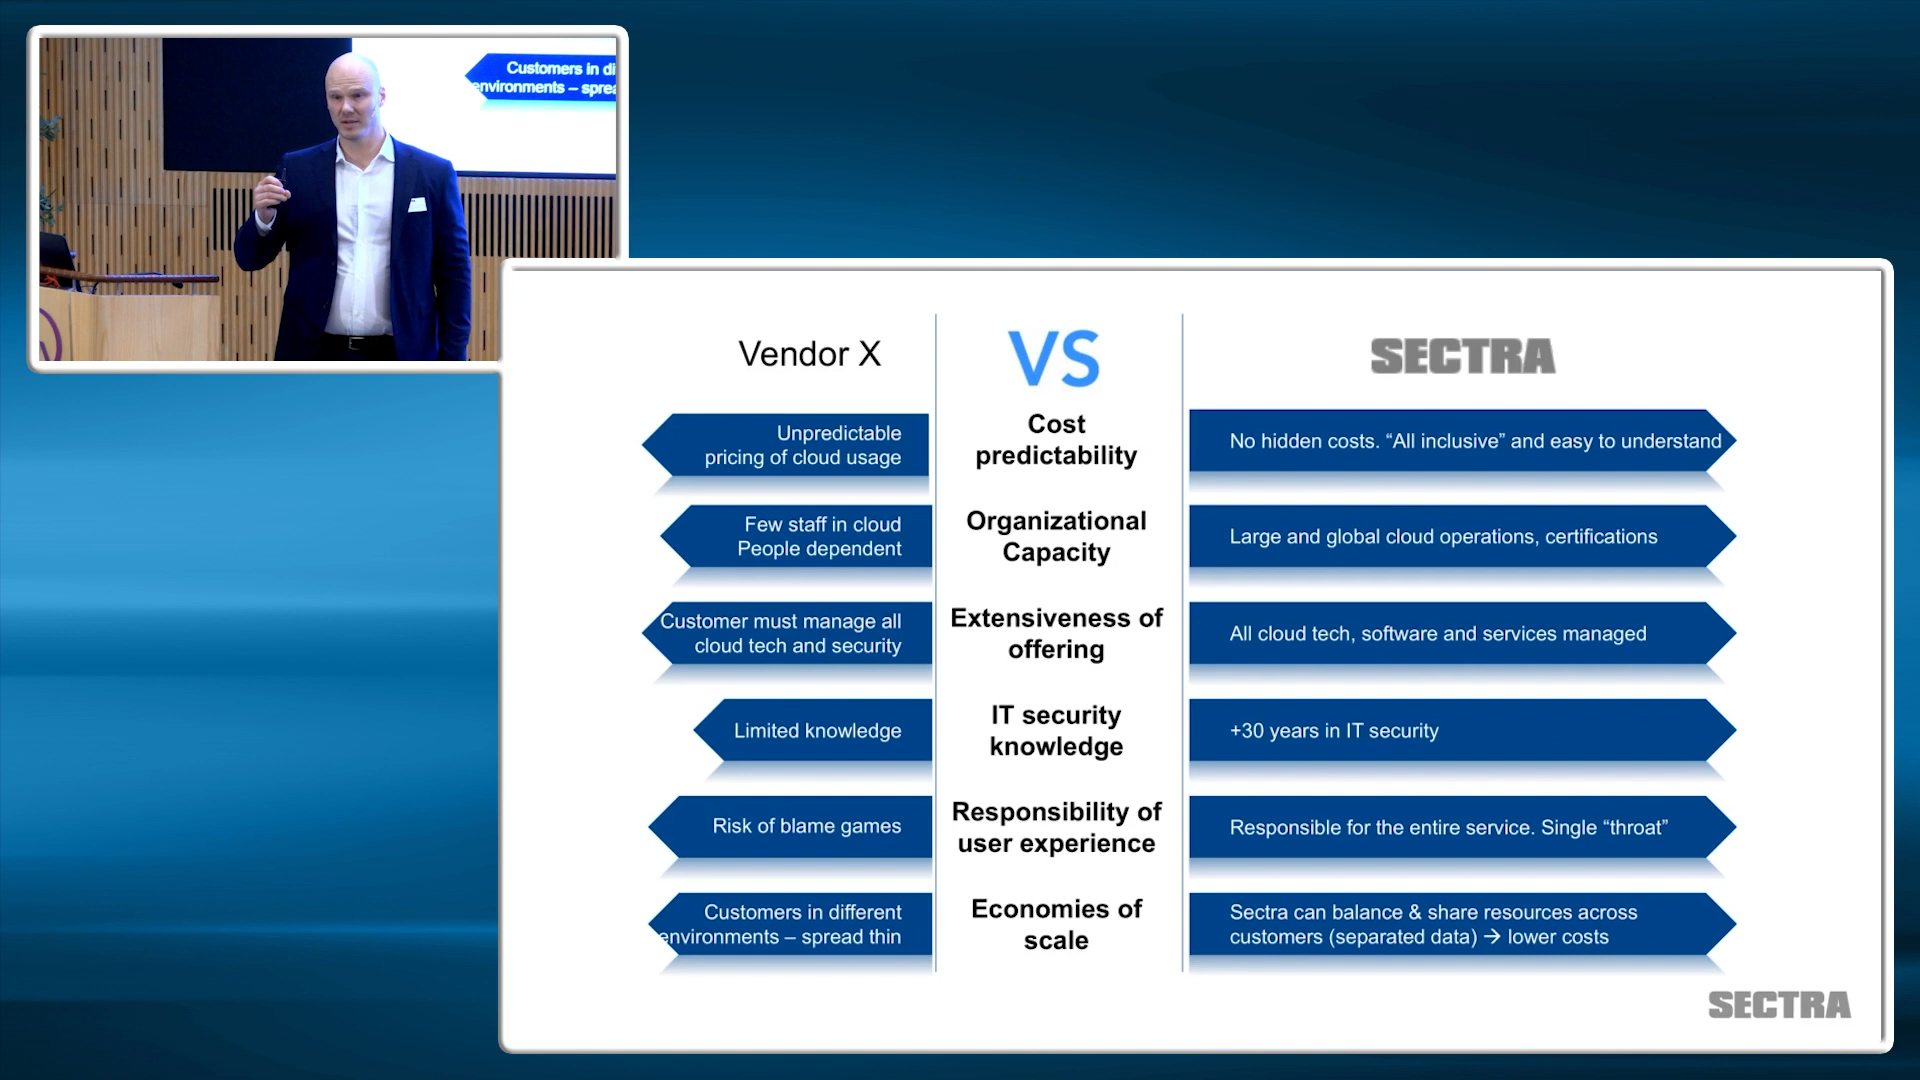 Customers in di
environments – sprea
Vendor X
VS
SECTRA
Unpredictable
pricing of cloud usage
Cost
predictability
No hidden costs. “All inclusive” and easy to understand
Few staff in cloud
People dependent
Organizational
Capacity
Large and global cloud operations, certifications
Customer must manage all
cloud tech and security
Extensiveness of
offering
All cloud tech, software and services managed
Limited knowledge
IT security
knowledge
+30 years in IT security
Risk of blame games
Responsibility of
user experience
Responsible for the entire service. Single “throat”
Customers in different
environments – spread thin
Economies of
scale
Sectra can balance & share resources across
customers (separated data) → lower costs
SECTRA